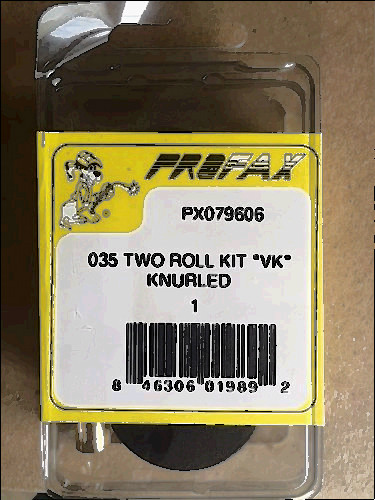 PROFAX
®
PX079606
035 TWO ROLL KIT "VK"
KNURLED
1
8 46306 01989 2